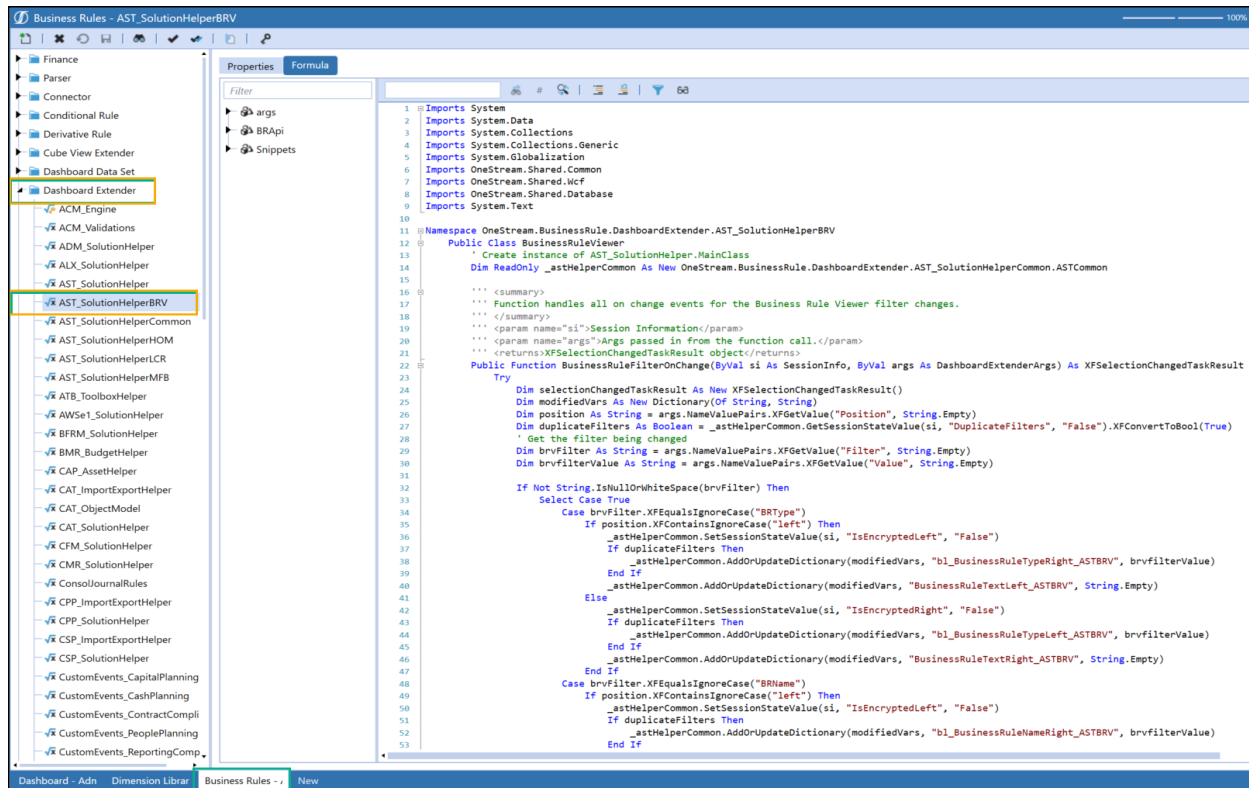 Business Rules - AST_SolutionHelperBRV
100%
Finance
Parser
Connector
Conditional Rule
Derivative Rule
Cube View Extender
Dashboard Data Set
Dashboard Extender
ACM_Engine
ACM_Validations
ADM_SolutionHelper
ALX_SolutionHelper
AST_SolutionHelper
AST_SolutionHelperBRV
AST_SolutionHelperCommon
AST_SolutionHelperHOM
AST_SolutionHelperLCR
AST_SolutionHelperMFB
ATB_ToolboxHelper
AWSe1_SolutionHelper
BFRM_SolutionHelper
BMR_BudgetHelper
CAP_AssetHelper
CAT_ImportExportHelper
CAT_ObjectModel
CAT_SolutionHelper
CFM_SolutionHelper
CMR_SolutionHelper
ConsolJournalRules
CPP_ImportExportHelper
CPP_SolutionHelper
CSP_ImportExportHelper
CSP_SolutionHelper
CustomEvents_CapitalPlanning
CustomEvents_CashPlanning
CustomEvents_ContractCompli
CustomEvents_PeoplePlanning
CustomEvents_ReportingComp
Properties Formula
Filter
args
BRApi
Snippets
1 Imports System
2 Imports System.Data
3 Imports System.Collections
4 Imports System.Collections.Generic
5 Imports System.Globalization
6 Imports OneStream.Shared.Common
7 Imports OneStream.Shared.Wcf
8 Imports OneStream.Shared.Database
9 Imports System.Text
10
11 Namespace OneStream.BusinessRule.DashboardExtender.AST_SolutionHelperBRV
12 Public Class BusinessRuleViewer
13 ' Create instance of AST_SolutionHelper.MainClass
14 Dim ReadOnly _astHelperCommon As New OneStream.BusinessRule.DashboardExtender.AST_SolutionHelperCommon.ASTCommon
15
16 ''' <summary>
17 ''' Function handles all on change events for the Business Rule Viewer filter changes.
18 ''' </summary>
19 ''' <param name="si">Session Information</param>
20 ''' <param name="args">Args passed in from the function call.</param>
21 ''' <returns>XFSelectionChangedTaskResult object</returns>
22 Public Function BusinessRuleFilterOnChange(ByVal si As SessionInfo, ByVal args As DashboardExtenderArgs) As XFSelectionChangedTaskResult
23 Try
24 Dim selectionChangedTaskResult As New XFSelectionChangedTaskResult()
25 Dim modifiedVars As New Dictionary(Of String, String)
26 Dim position As String = args.NameValuePairs.XFGetValue("Position", String.Empty)
27 Dim duplicateFilters As Boolean = _astHelperCommon.GetSessionStateValue(si, "DuplicateFilters", "False").XFConvertToBool(True)
28 ' Get the filter being changed
29 Dim brvFilter As String = args.NameValuePairs.XFGetValue("Filter", String.Empty)
30 Dim brvfilterValue As String = args.NameValuePairs.XFGetValue("Value", String.Empty)
31
32 If Not String.IsNullOrWhiteSpace(brvFilter) Then
33 Select Case True
34 Case brvFilter.XFEqualsIgnoreCase("BRType")
35 If position.XFContainsIgnoreCase("left") Then
36 _astHelperCommon.SetSessionStateValue(si, "IsEncryptedLeft", "False")
37 If duplicateFilters Then
38 _astHelperCommon.AddOrUpdateDictionary(modifiedVars, "bl_BusinessRuleTypeRight_ASTBRV", brvfilterValue)
39 End If
40 _astHelperCommon.AddOrUpdateDictionary(modifiedVars, "BusinessRuleTextLeft_ASTBRV", String.Empty)
41 Else
42 _astHelperCommon.SetSessionStateValue(si, "IsEncryptedRight", "False")
43 If duplicateFilters Then
44 _astHelperCommon.AddOrUpdateDictionary(modifiedVars, "bl_BusinessRuleTypeLeft_ASTBRV", brvfilterValue)
45 End If
46 _astHelperCommon.AddOrUpdateDictionary(modifiedVars, "BusinessRuleTextRight_ASTBRV", String.Empty)
47 End If
48 Case brvFilter.XFEqualsIgnoreCase("BRName")
49 If position.XFContainsIgnoreCase("left") Then
50 _astHelperCommon.SetSessionStateValue(si, "IsEncryptedLeft", "False")
51 If duplicateFilters Then
52 _astHelperCommon.AddOrUpdateDictionary(modifiedVars, "bl_BusinessRuleNameRight_ASTBRV", brvfilterValue)
53 End If
Dashboard - Adn Dimension Librar Business Rules - New